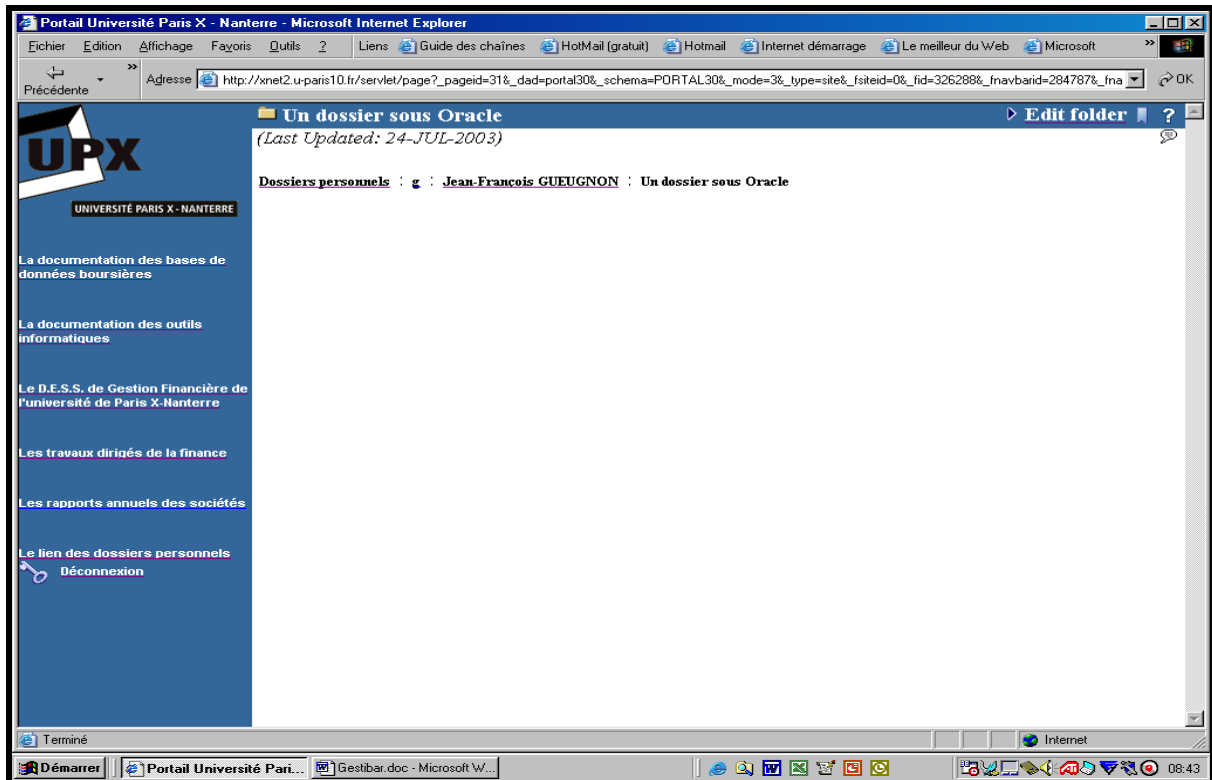 Portail Université Paris X - Nanterre - Microsoft Internet Explorer
Fichier Edition Affichage Favoris Outils ? Liens Guide des chaînes HotMail (gratuit) Hotmail Internet démarrage Le meilleur du Web Microsoft »
Précédente » Adresse http://xnet2.u-paris10.fr/servlet/page?_pageid=31&_dad=portal30&_schema=PORTAL30&_mode=3&_type=site&_fsiteid=0&_fid=326288&_fnavbarid=284787&_fna OK
Un dossier sous Oracle Edit folder ?
(Last Updated: 24-JUL-2003)
UPX
UNIVERSITÉ PARIS X - NANTERRE
Dossiers personnels : g : Jean-François GUEUGNON : Un dossier sous Oracle
La documentation des bases de
données boursières
La documentation des outils
informatiques
Le D.E.S.S. de Gestion Financière de
l'université de Paris X-Nanterre
Les travaux dirigés de la finance
Les rapports annuels des sociétés
Le lien des dossiers personnels
Déconnexion
Terminé Internet
Démarrer Portail Université Pari... Gestibar.doc - Microsoft W... 08:43